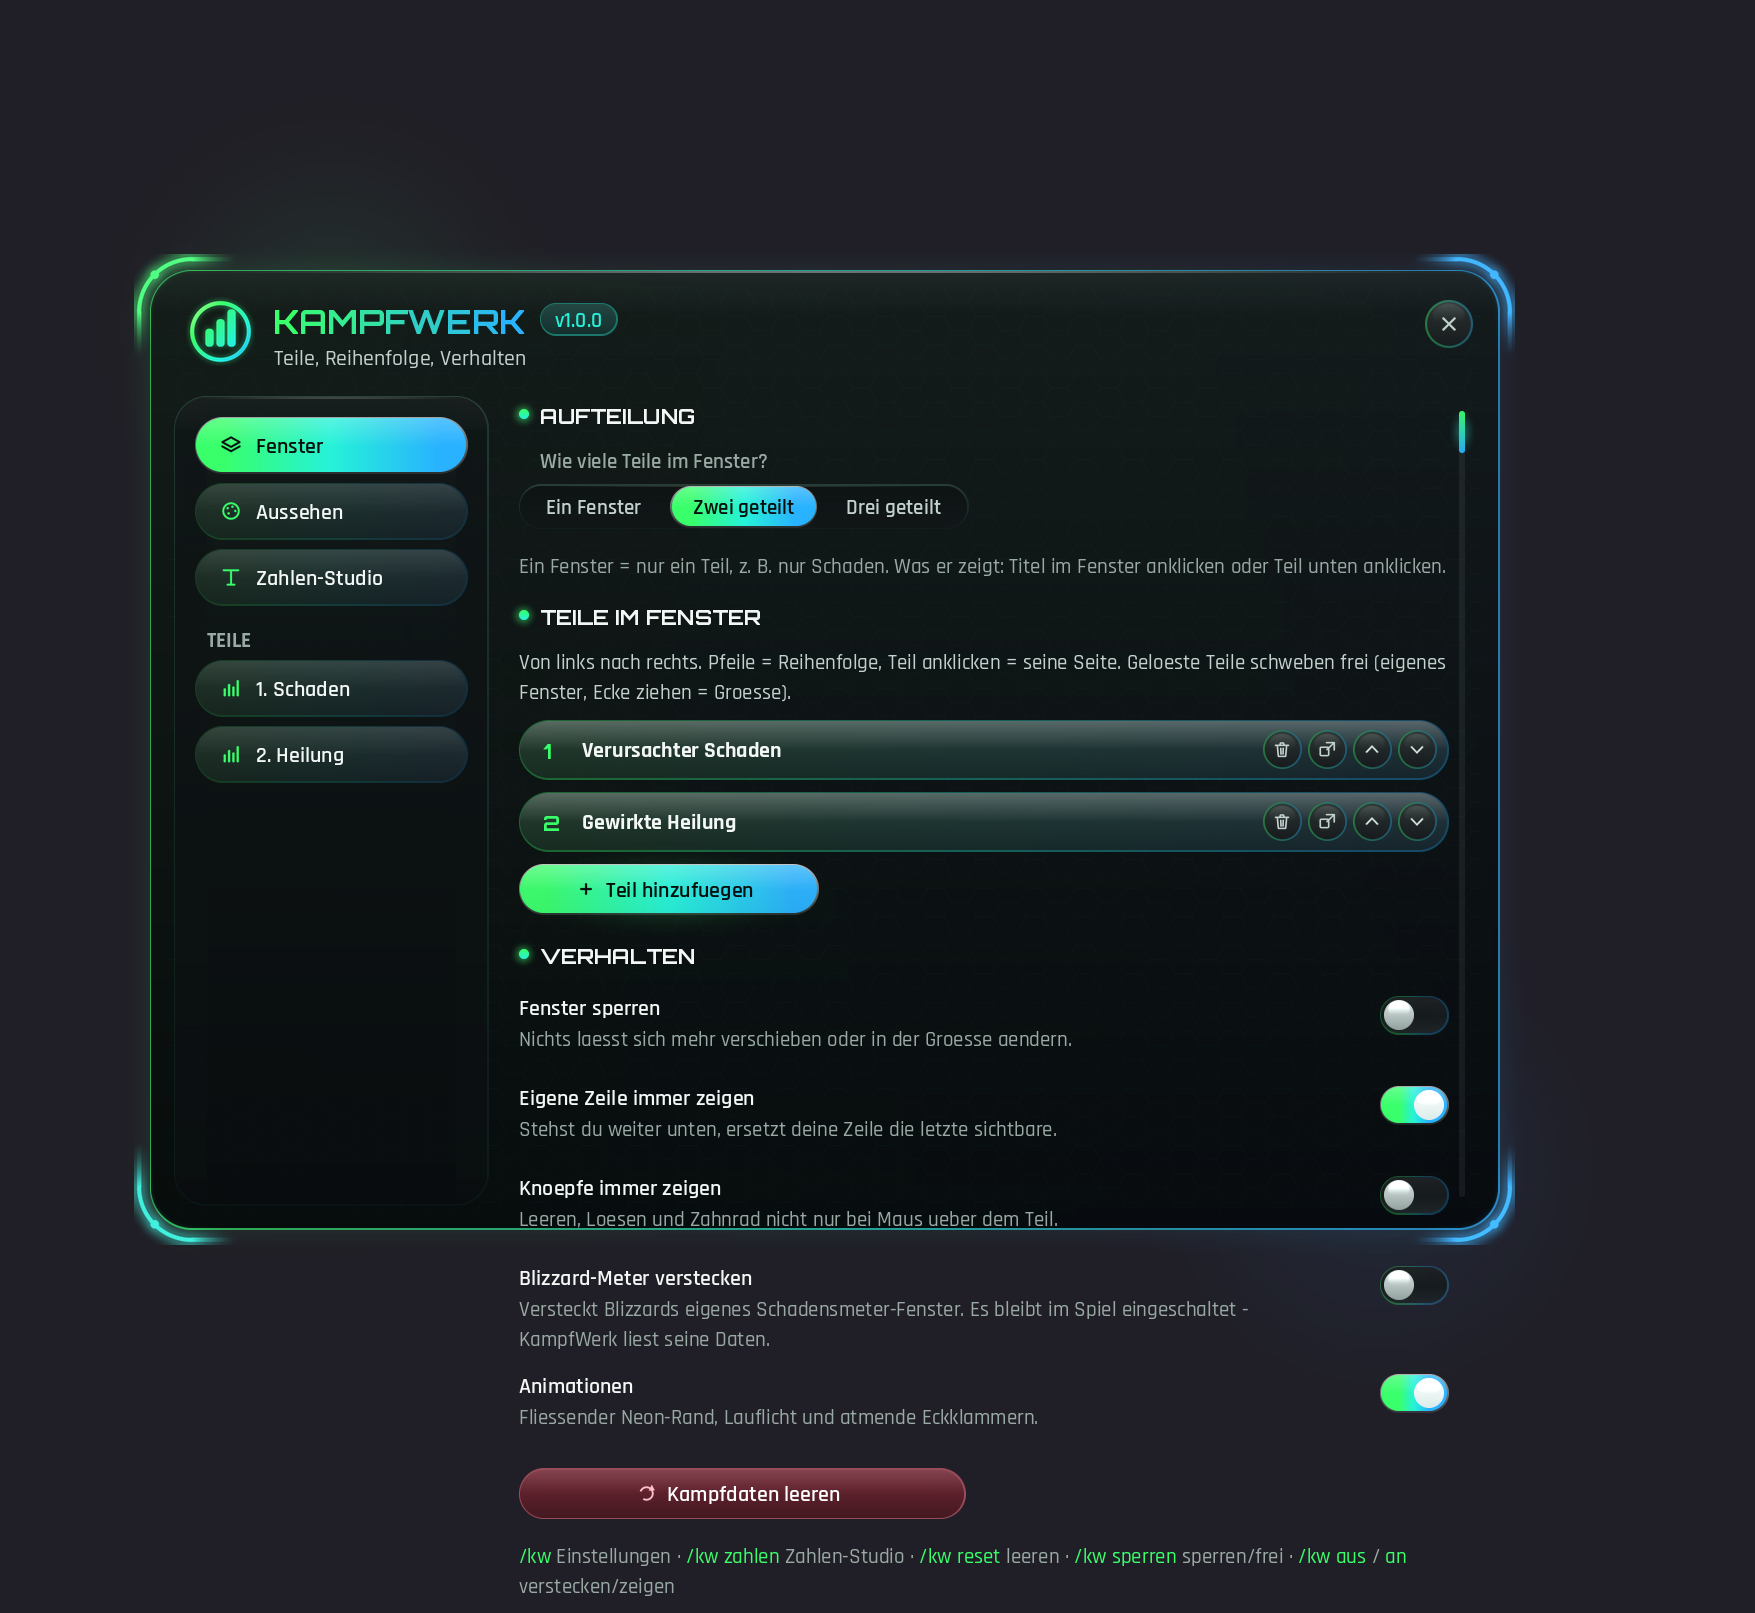 KAMPFWERK v1.0.0
Teile, Reihenfolge, Verhalten
Fenster
Aussehen
Zahlen-Studio
TEILE
1. Schaden
2. Heilung
AUFTEILUNG
Wie viele Teile im Fenster?
Ein Fenster Zwei geteilt Drei geteilt
Ein Fenster = nur ein Teil, z. B. nur Schaden. Was er zeigt: Titel im Fenster anklicken oder Teil unten anklicken.
TEILE IM FENSTER
Von links nach rechts. Pfeile = Reihenfolge, Teil anklicken = seine Seite. Geloeste Teile schweben frei (eigenes
Fenster, Ecke ziehen = Groesse).
1 Verursachter Schaden
2 Gewirkte Heilung
+ Teil hinzufuegen
VERHALTEN
Fenster sperren
Nichts laesst sich mehr verschieben oder in der Groesse aendern.
Eigene Zeile immer zeigen
Stehst du weiter unten, ersetzt deine Zeile die letzte sichtbare.
Knoepfe immer zeigen
Leeren, Loesen und Zahnrad nicht nur bei Maus ueber dem Teil.
Blizzard-Meter verstecken
Versteckt Blizzards eigenes Schadensmeter-Fenster. Es bleibt im Spiel eingeschaltet -
KampfWerk liest seine Daten.
Animationen
Fliessender Neon-Rand, Lauflicht und atmende Eckklammern.
Kampfdaten leeren
/kw Einstellungen · /kw zahlen Zahlen-Studio · /kw reset leeren · /kw sperren sperren/frei · /kw aus / an
verstecken/zeigen